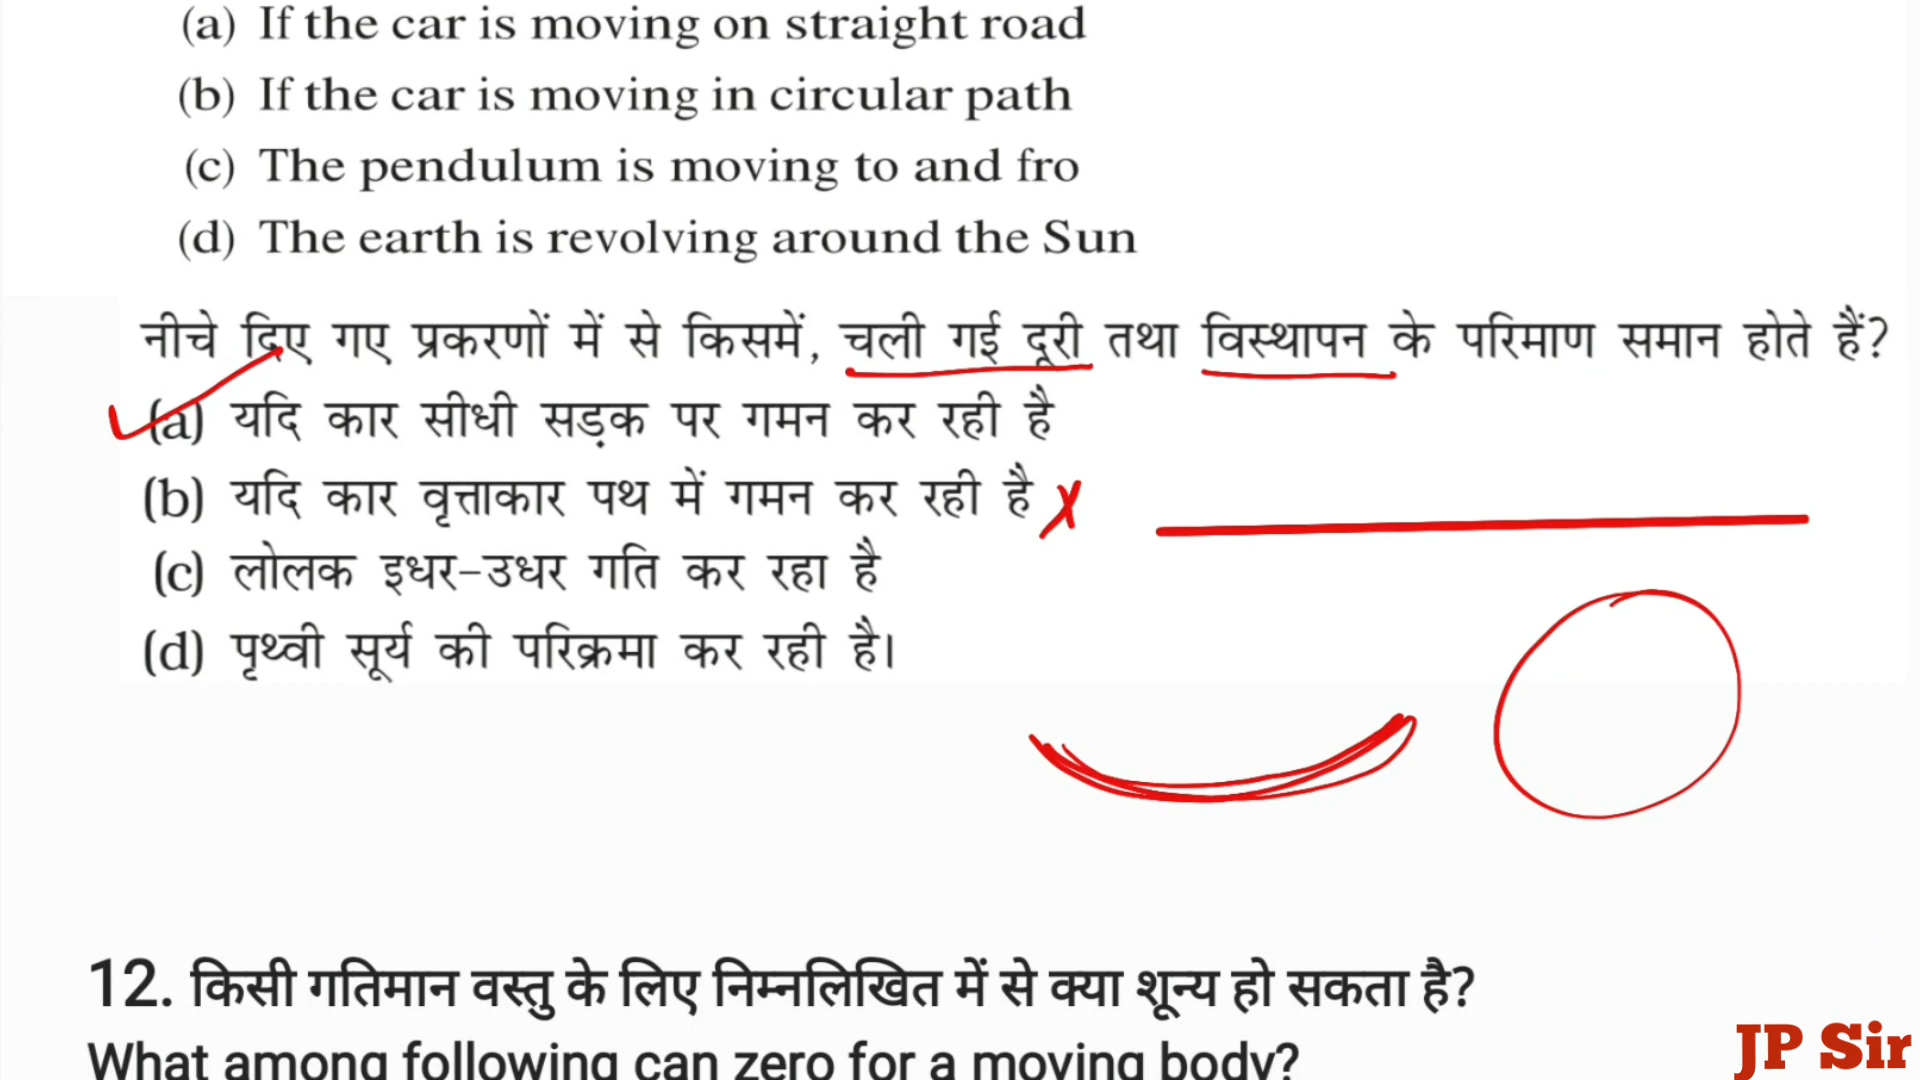 (a) If the car is moving on straight road
(b) If the car is moving in circular path
(c) The pendulum is moving to and fro
(d) The earth is revolving around the Sun
नीचे दिए गए प्रकरणों में से किसमें, चली गई दूरी तथा विस्थापन के परिमाण समान होते हैं?
(a) यदि कार सीधी सड़क पर गमन कर रही है
(b) यदि कार वृत्ताकार पथ में गमन कर रही है
(c) लोलक इधर-उधर गति कर रहा है
(d) पृथ्वी सूर्य की परिक्रमा कर रही है।
12. किसी गतिमान वस्तु के लिए निम्नलिखित में से क्या शून्य हो सकता है?
What among following can zero for a moving body?
JP Sir